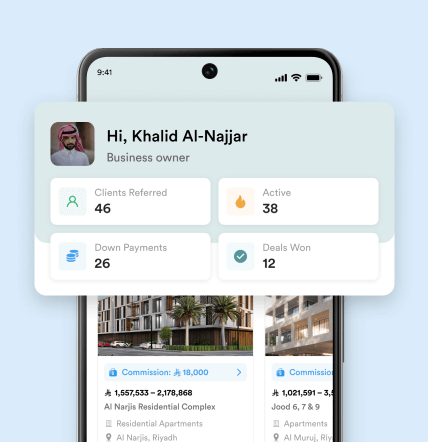 9:41
Hi, Khalid Al-Najjar
Business owner
Clients Referred
46
Active
38
Down Payments
26
Deals Won
12
Commission: 18,000
Commission
1,557,533 – 2,178,868
1,021,591 – 3,5
Al Narjis Residential Complex
Jood 6, 7 & 9
Residential Apartments
Apartments
Al Narjis, Riyadh
Al Muruj, Riy